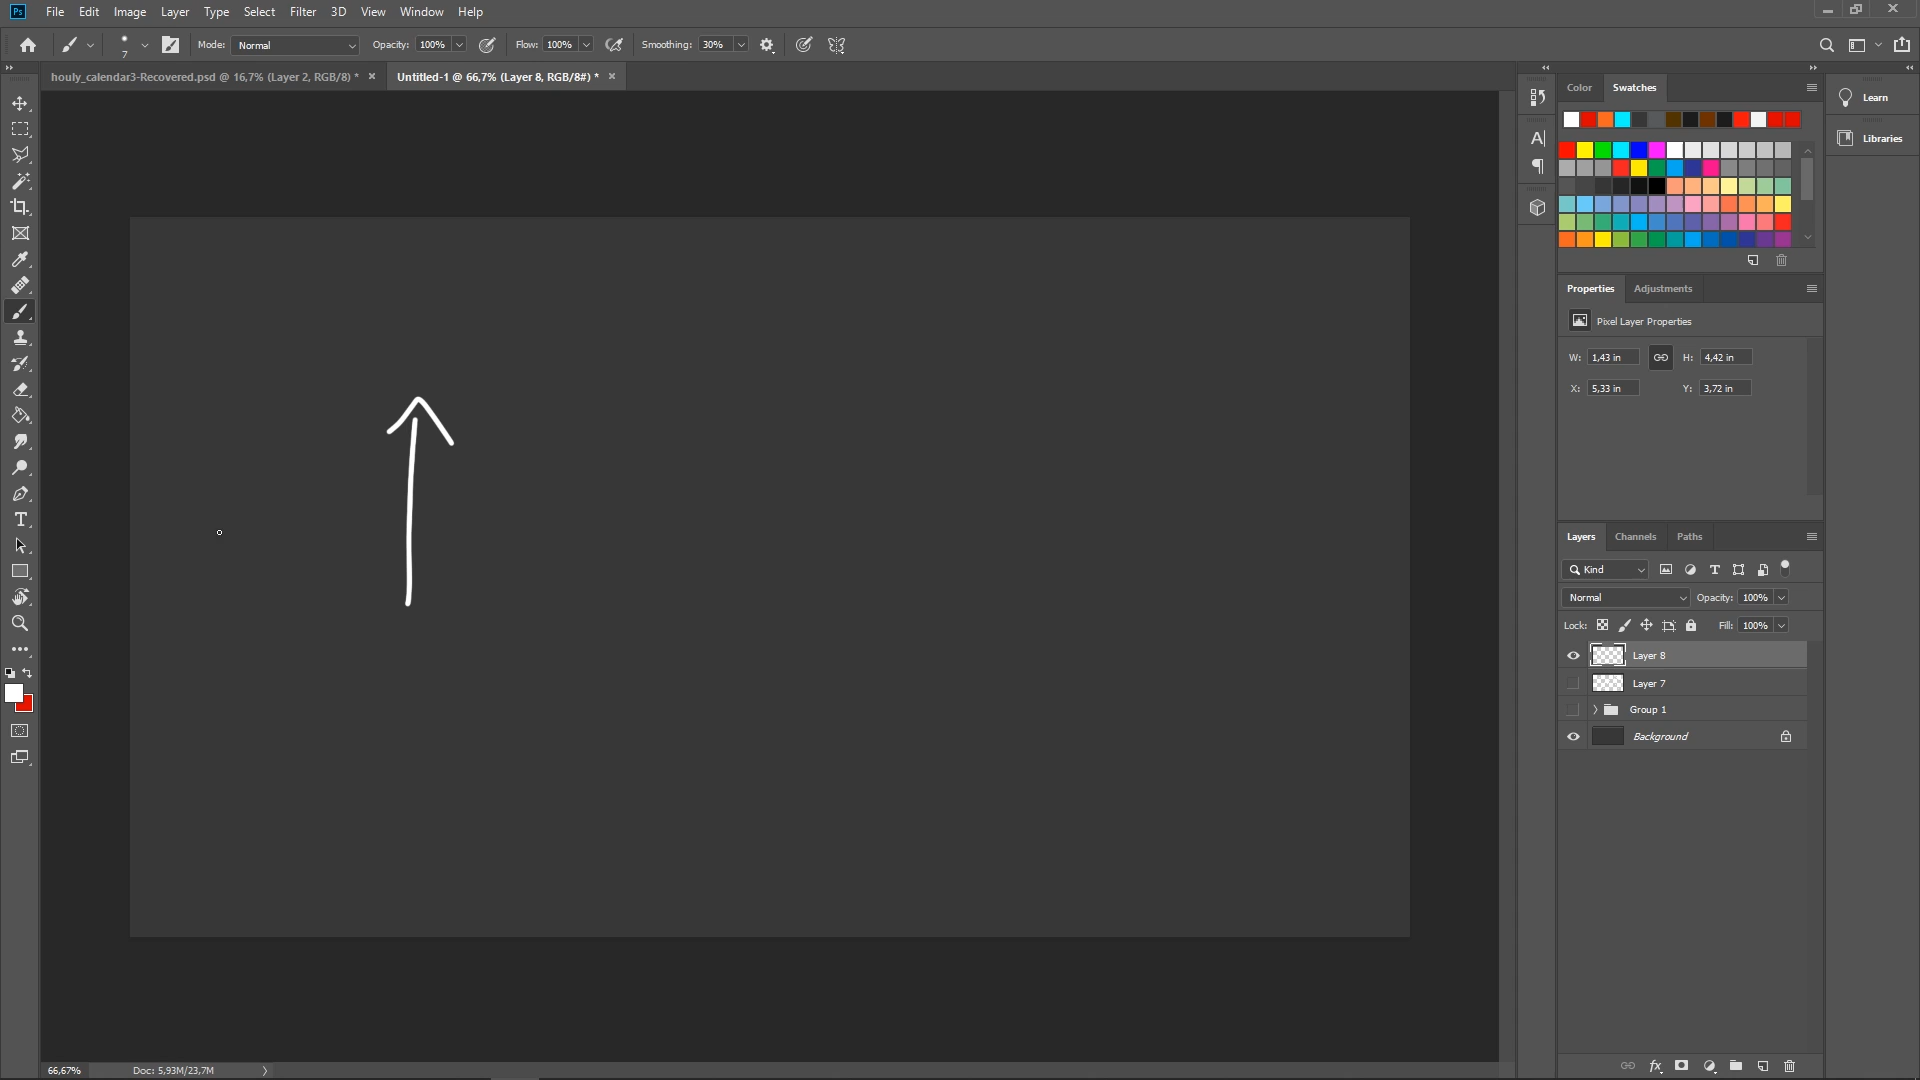 Ps File Edit Image Layer Type Select Filter 3D View Window Help
7 Mode: Normal Opacity: 100% Flow: 100% Smoothing: 30%
houly_calendar3-Recovered.psd @ 16,7% (Layer 2, RGB/8) * × Untitled-1 @ 66,7% (Layer 8, RGB/8#) * ×
Color Swatches
Learn
Libraries
Properties Adjustments
Pixel Layer Properties
W: 1,43 in H: 4,42 in
X: 5,33 in Y: 3,72 in
Layers Channels Paths
Kind
Normal Opacity: 100%
Lock: Fill: 100%
Layer 8
Layer 7
Group 1
Background
66,67% Doc: 5,93M/23,7M